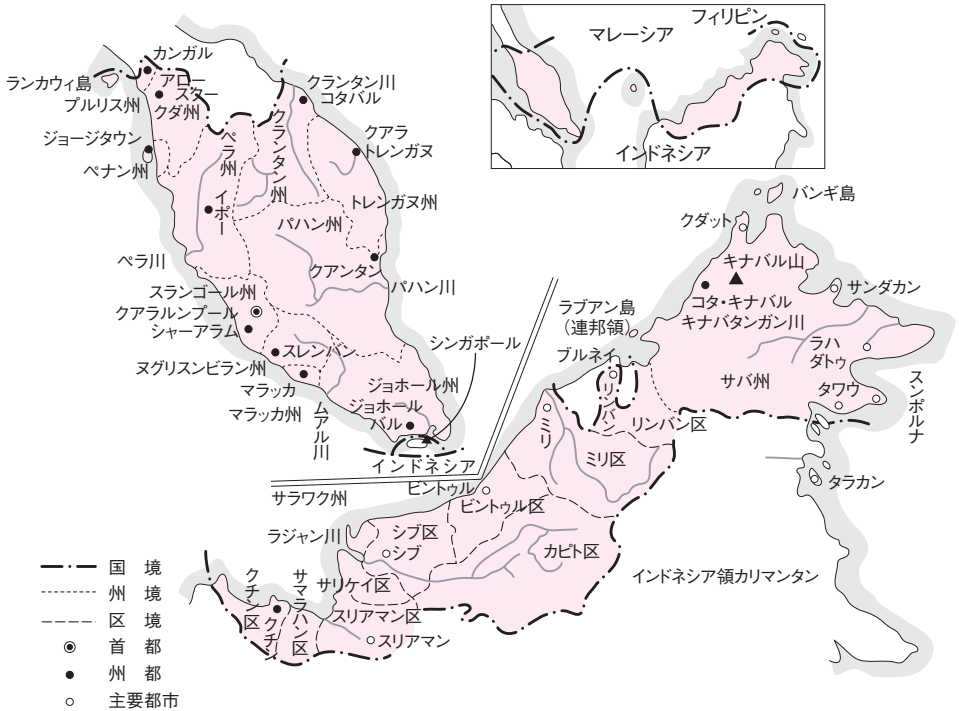 フィリピン
マレーシア
インドネシア
カンガル
ランカウィ島
アロー
スター
プルリス州
クダ州
クランタン川
コタバル
ジョージタウン
ペナン州
ペラ州
クランタン州
クアラ
トレンガヌ
イポー
トレンガヌ州
パハン州
ペラ川
クアンタン
パハン川
スランゴール州
クアラルンプール
シャーアラム
スレンバン
ヌグリスンビラン州
マラッカ
マラッカ州
ムアル川
ジョホール州
ジョホール
バル
シンガポール
インドネシア
サラワク州
バンギ島
クダット
キナバル山
コタ・キナバル
キナバタンガン川
サンダカン
ラブアン島
(連邦領)
ブルネイ
ラハ
ダトゥ
サバ州
タワウ
スンポルナ
リンバン
リンバン区
ミリ
ミリ区
タラカン
ビントゥル
ビントゥル区
ラジャン川
シブ区
シブ
カピト区
サリケイ区
インドネシア領カリマンタン
クチン区
クチン
サマラハン区
スリアマン区
スリアマン
国 境
州 境
区 境
首 都
州 都
主要都市